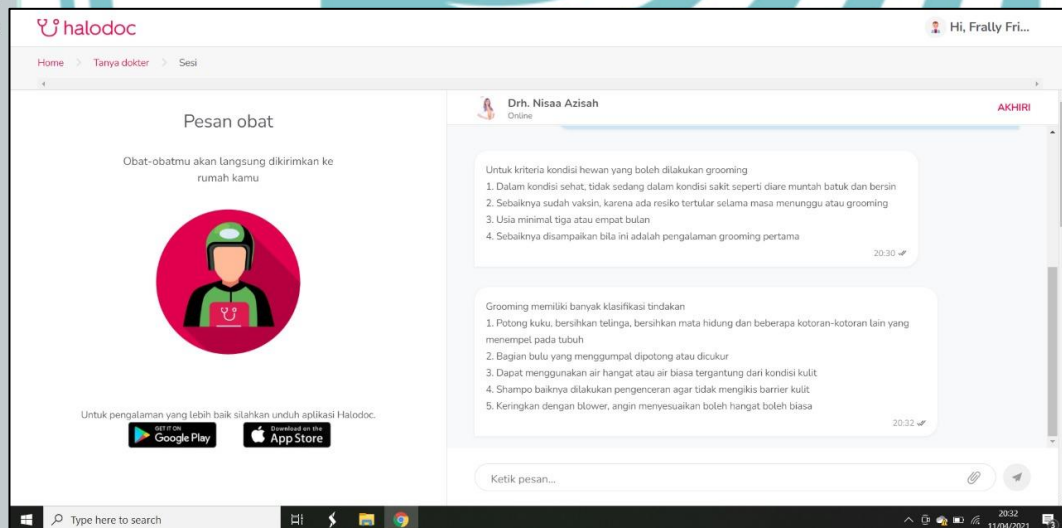 halodoc
Hi, Frally Fri...
Home > Tanya dokter > Sesi
Pesan obat
Obat-obatmu akan langsung dikirimkan ke
rumah kamu
Untuk pengalaman yang lebih baik silahkan unduh aplikasi Halodoc.
GET IT ON
Google Play
Download on the
App Store
Drh. Nisaa Azisah
Online
AKHIRI
Untuk kriteria kondisi hewan yang boleh dilakukan grooming
1. Dalam kondisi sehat, tidak sedang dalam kondisi sakit seperti diare muntah batuk dan bersin
2. Sebaiknya sudah vaksin, karena ada resiko tertular selama masa menunggu atau grooming
3. Usia minimal tiga atau empat bulan
4. Sebaiknya disampaikan bila ini adalah pengalaman grooming pertama
20:30
Grooming memiliki banyak klasifikasi tindakan
1. Potong kuku, bersihkan telinga, bersihkan mata hidung dan beberapa kotoran-kotoran lain yang
menempel pada tubuh
2. Bagian bulu yang menggumpal dipotong atau dicukur
3. Dapat menggunakan air hangat atau air biasa tergantung dari kondisi kulit
4. Shampo baiknya dilakukan pengenceran agar tidak mengikis barrier kulit
5. Keringkan dengan blower, angin menyesuaikan boleh hangat boleh biasa
20:32
Ketik pesan...
Type here to search
20:32
11/04/2021